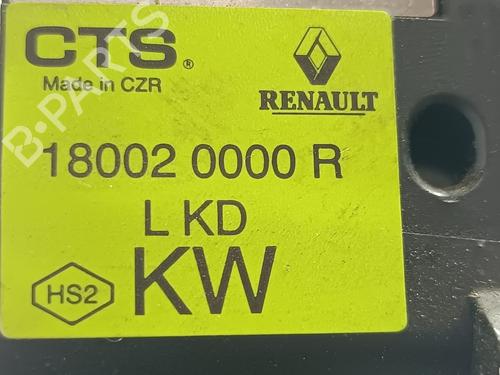 CTS®
Made in CZR
RENAULT
18002 0000 R
L KD
HS2
KW
B-PARTS